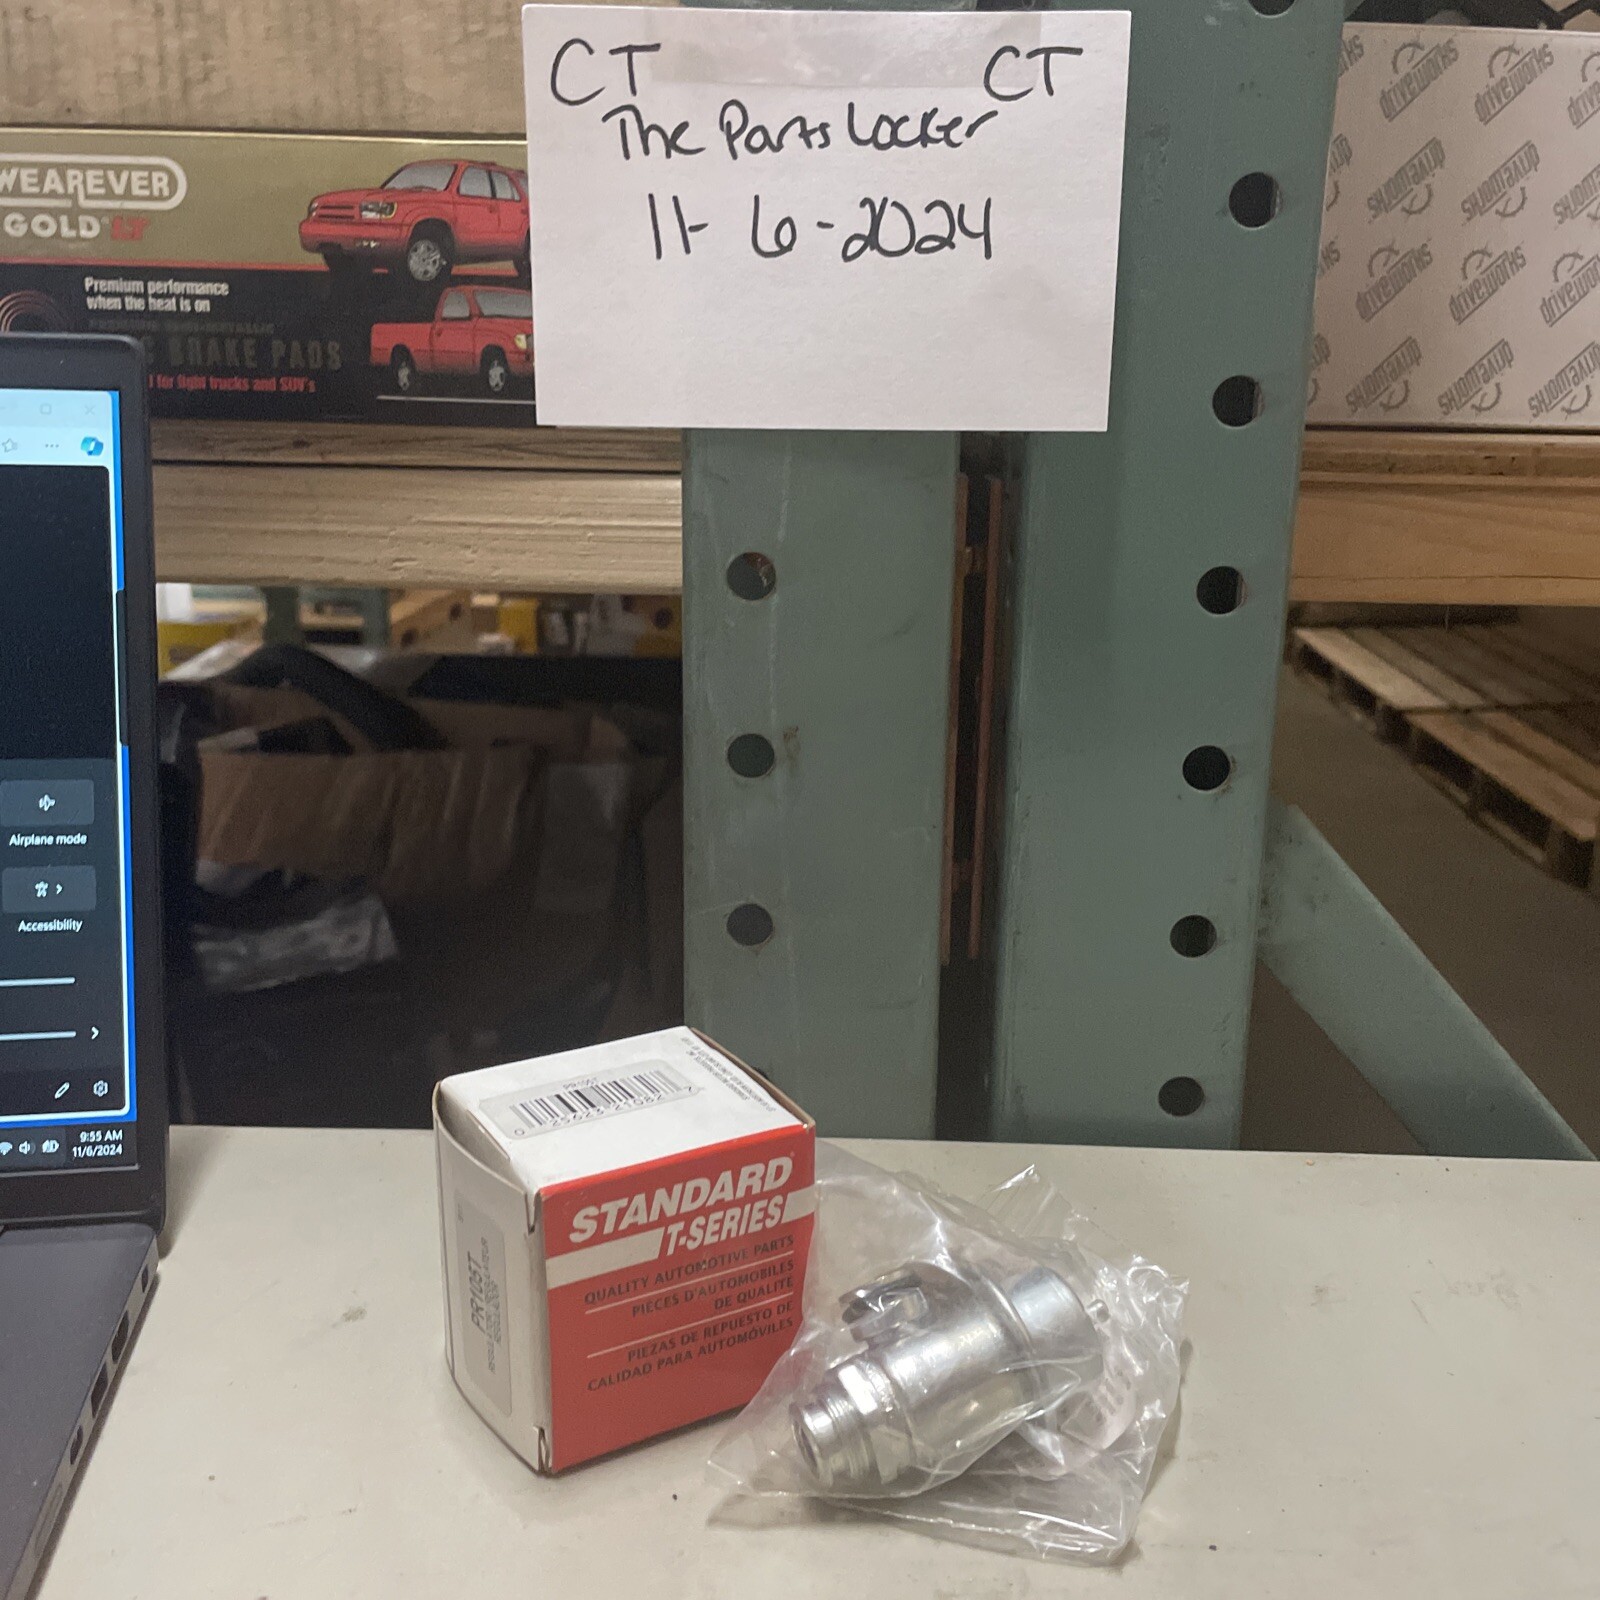 CT CT
The Parts Locker
11-6-2024
WEAREVER
GOLD LT
Premium performance
when the heat is on
BRAKE PADS
for light trucks and SUV's
driveworks
Airplane mode
Accessibility
9:55 AM
11/6/2024
PR105T
STANDARD
T-SERIES
QUALITY AUTOMOTIVE PARTS
PIÈCES D'AUTOMOBILES
DE QUALITÉ
PIEZAS DE REPUESTO DE
CALIDAD PARA AUTOMÓVILES
PR105T